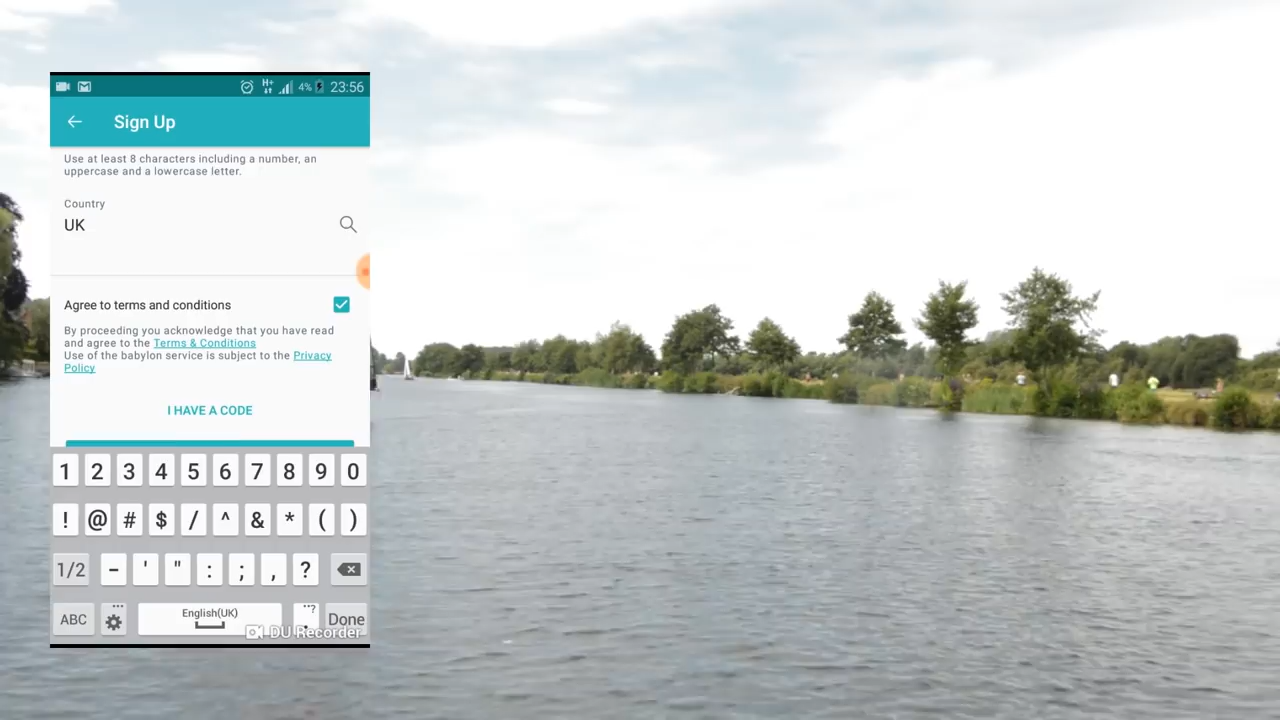 4% 23:56
Sign Up
Use at least 8 characters including a number, an
uppercase and a lowercase letter.
Country
UK
Agree to terms and conditions
By proceeding you acknowledge that you have read
and agree to the Terms & Conditions
Use of the babylon service is subject to the Privacy
Policy
I HAVE A CODE
1 2 3 4 5 6 7 8 9 0
! @ # $ / ^ & * ( )
1/2 - ' " : ; , ?
ABC English(UK) . Done
DU Recorder